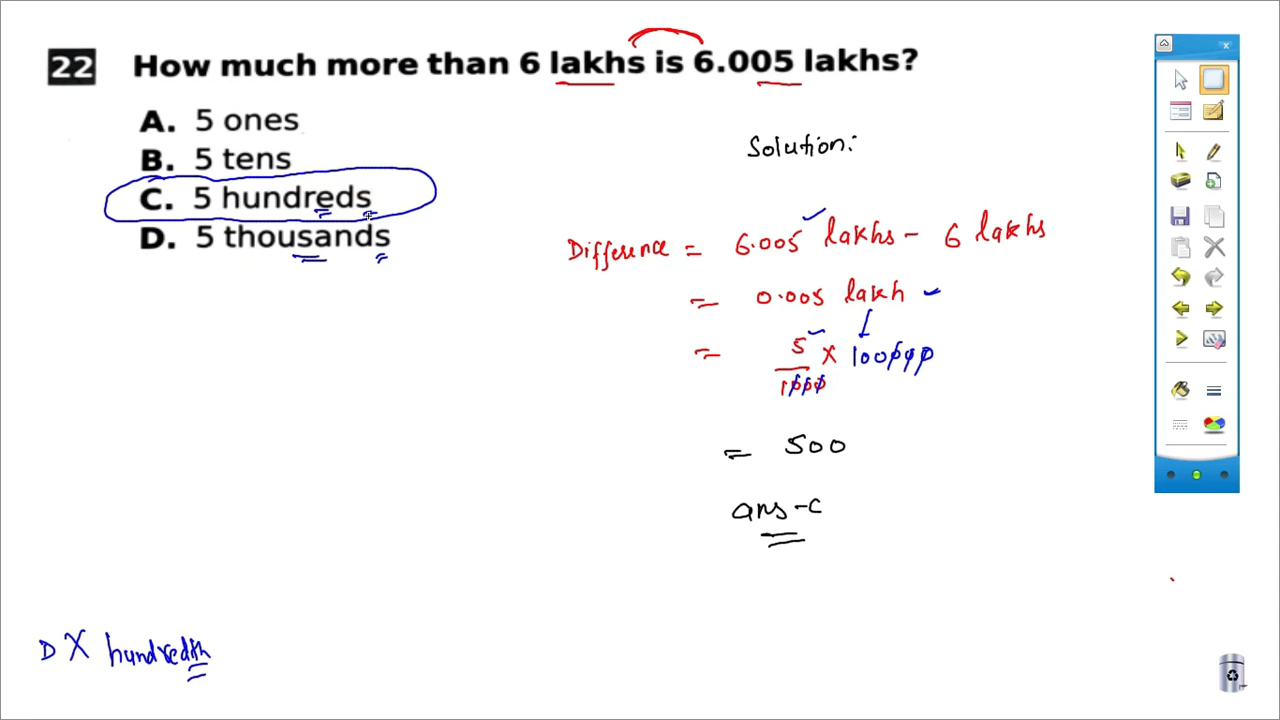 22 How much more than 6 lakhs is 6.005 lakhs?
A. 5 ones
B. 5 tens
C. 5 hundreds
D. 5 thousands
Solution:
Difference = 6.005 lakhs - 6 lakhs
= 0.005 lakh
= 5/1000 x 100000
= 500
ans - C
D X hundredth